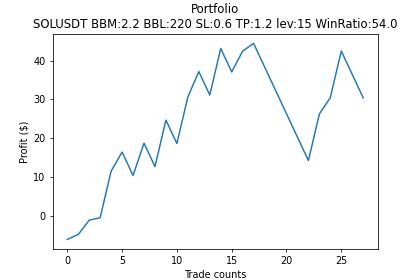 Portfolio
SOLUSDT BBM:2.2 BBL:220 SL:0.6 TP:1.2 lev:15 WinRatio:54.0
Profit ($)
40
30
20
10
0
0 5 10 15 20 25
Trade counts